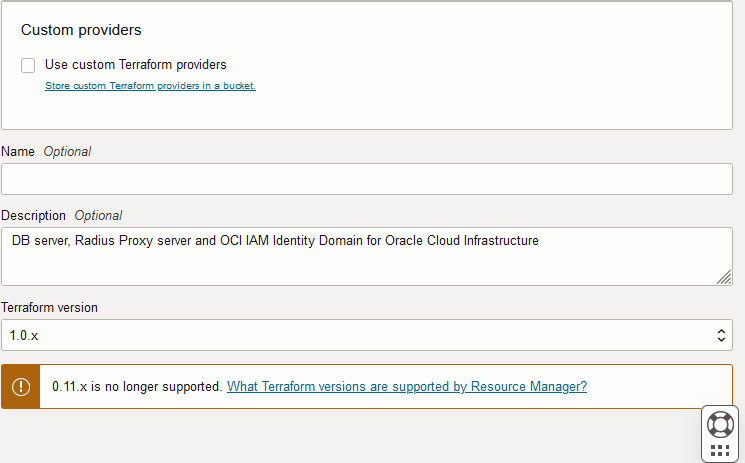 Custom providers
Use custom Terraform providers
Store custom Terraform providers in a bucket.
Name Optional
Description Optional
DB server, Radius Proxy server and OCI IAM Identity Domain for Oracle Cloud Infrastructure
Terraform version
1.0.x
0.11.x is no longer supported. What Terraform versions are supported by Resource Manager?